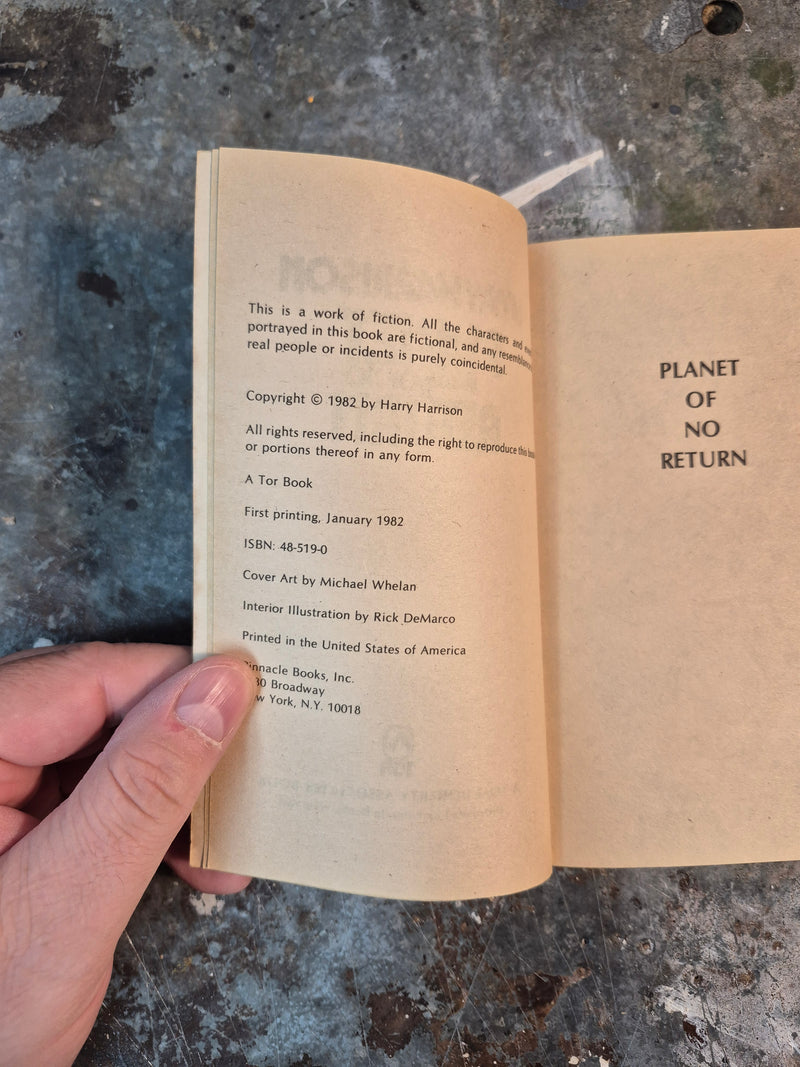 This is a work of fiction. All the characters and
portrayed in this book are fictional, and any resemblance
real people or incidents is purely coincidental.
Copyright © 1982 by Harry Harrison
All rights reserved, including the right to reproduce this
or portions thereof in any form.
A Tor Book
First printing, January 1982
ISBN: 48-519-0
Cover Art by Michael Whelan
Interior Illustration by Rick DeMarco
Printed in the United States of America
Pinnacle Books, Inc.
Broadway
York, N.Y. 10018
PLANET
OF
NO
RETURN